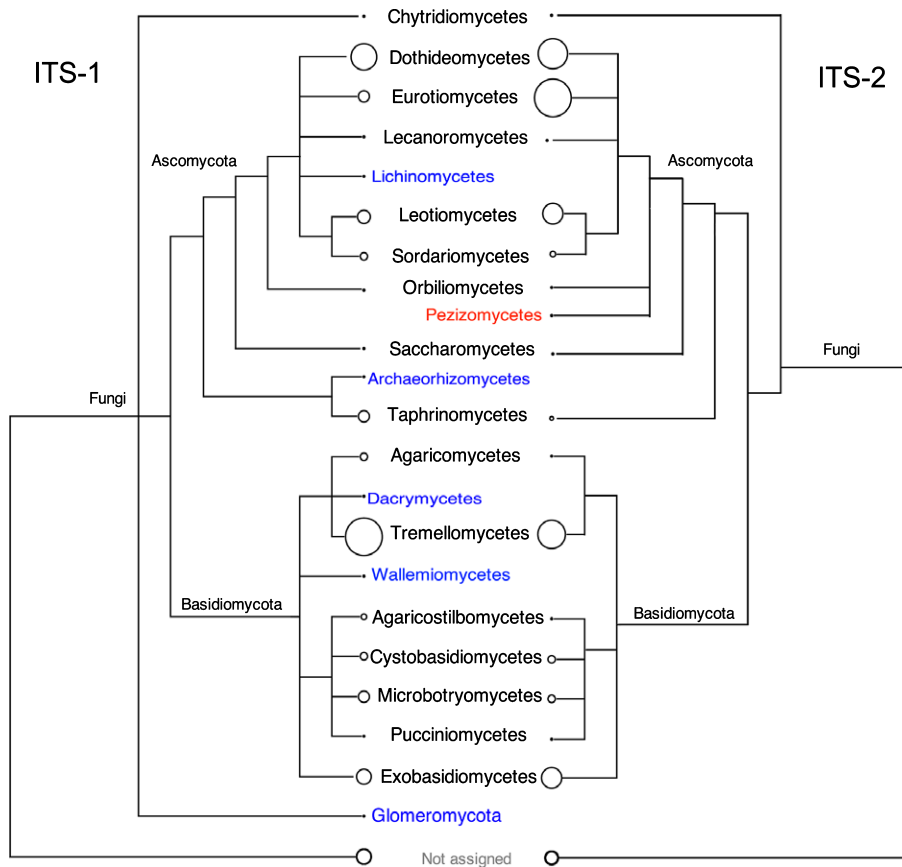 Chytridiomycetes
Dothideomycetes
ITS-1
ITS-2
Eurotiomycetes
Lecanoromycetes
Ascomycota
Ascomycota
Lichinomycetes
Leotiomycetes
Sordariomycetes
Orbiliomycetes
Pezizomycetes
Saccharomycetes
Fungi
Archaeorhizomycetes
Fungi
Taphrinomycetes
Agaricomycetes
Dacrymycetes
Tremellomycetes
Wallemiomycetes
Basidiomycota
Agaricostilbomycetes
Basidiomycota
Cystobasidiomycetes
Microbotryomycetes
Pucciniomycetes
Exobasidiomycetes
Glomeromycota
Not assigned